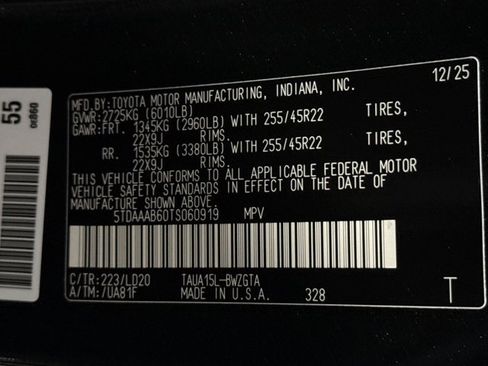 55
0E860
MFD.BY:TOYOTA MOTOR MANUFACTURING, INDIANA, INC. 12/25
GVWR: 2725KG (6010LB)
GAWR: FRT. 1345KG (2960LB) WITH 255/45R22 TIRES,
22X9J RIMS.
RR. 1535KG (3380LB) WITH 255/45R22 TIRES,
22X9J RIMS.
THIS VEHICLE CONFORMS TO ALL APPLICABLE FEDERAL MOTOR
VEHICLE SAFETY STANDARDS IN EFFECT ON THE DATE OF
MANUFACTURE SHOWN ABOVE.
5TDAAAB60TS060919 MPV
C/TR: 223/LD20 TAUA15L-BWZGTA
A/TM: /UA81F MADE IN U.S.A. 328 T